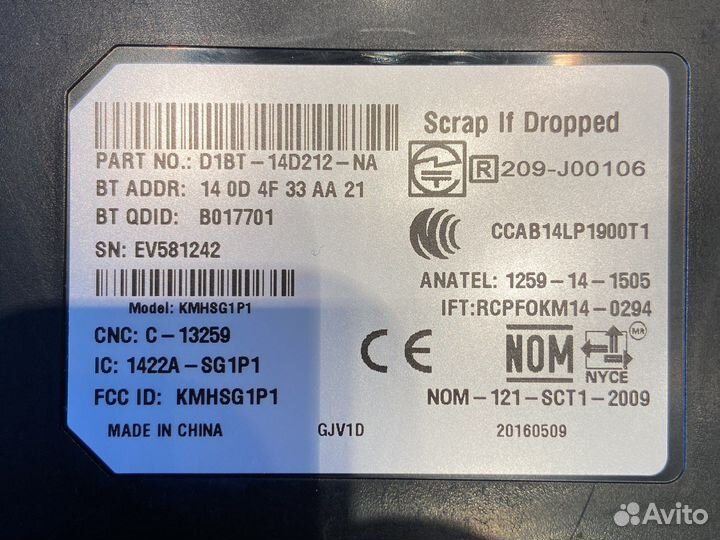 Scrap If Dropped
PART NO.: D1BT-14D212-NA
BT ADDR: 14 0D 4F 33 AA 21
R 209-J00106
BT QDID: B017701
CCAB14LP1900T1
SN: EV581242
ANATEL: 1259-14-1505
Model: KMHSG1P1
IFT:RCPFOKM14-0294
CNC: C-13259
IC: 1422A-SG1P1
CE
NOM
MR
NYCE
FCC ID: KMHSG1P1
NOM-121-SCT1-2009
MADE IN CHINA
GJV1D
20160509
Avito